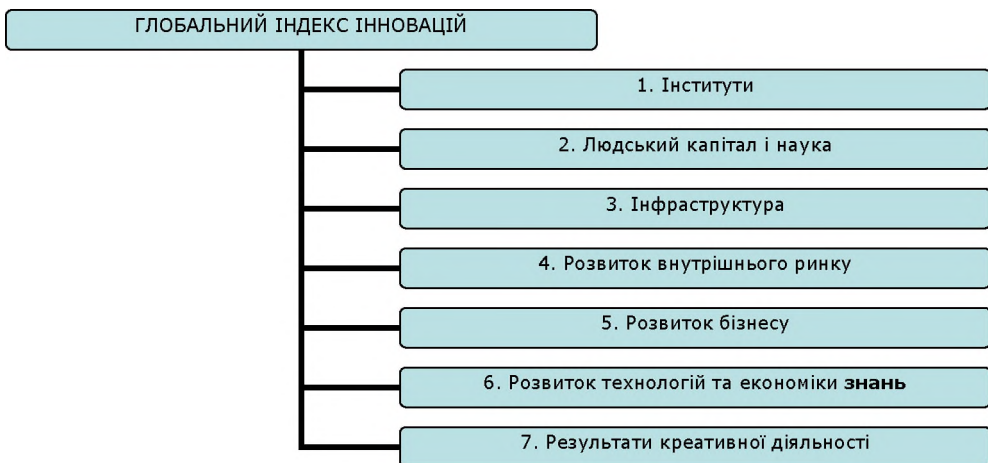 ГЛОБАЛЬНИЙ ІНДЕКС ІННОВАЦІЙ
1. Інститути
2. Людський капітал і наука
3. Інфраструктура
4. Розвиток внутрішнього ринку
5. Розвиток бізнесу
6. Розвиток технологій та економіки знань
7. Результати креативної діяльності